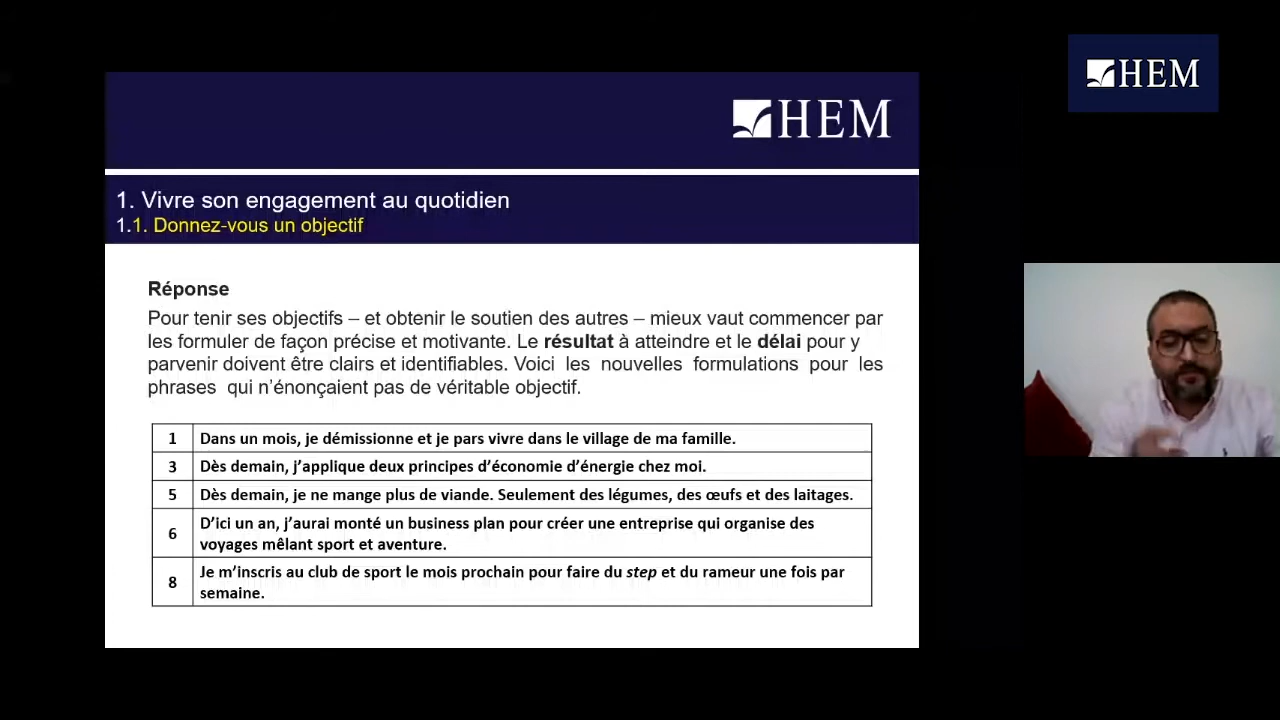 HEM
HEM
1. Vivre son engagement au quotidien
1.1. Donnez-vous un objectif
Réponse
Pour tenir ses objectifs – et obtenir le soutien des autres – mieux vaut commencer par
les formuler de façon précise et motivante. Le résultat à atteindre et le délai pour y
parvenir doivent être clairs et identifiables. Voici les nouvelles formulations pour les
phrases qui n’énonçaient pas de véritable objectif.
1 Dans un mois, je démissionne et je pars vivre dans le village de ma famille.
3 Dès demain, j’applique deux principes d’économie d’énergie chez moi.
5 Dès demain, je ne mange plus de viande. Seulement des légumes, des œufs et des laitages.
6 D’ici un an, j’aurai monté un business plan pour créer une entreprise qui organise des
voyages mêlant sport et aventure.
8 Je m’inscris au club de sport le mois prochain pour faire du step et du rameur une fois par
semaine.